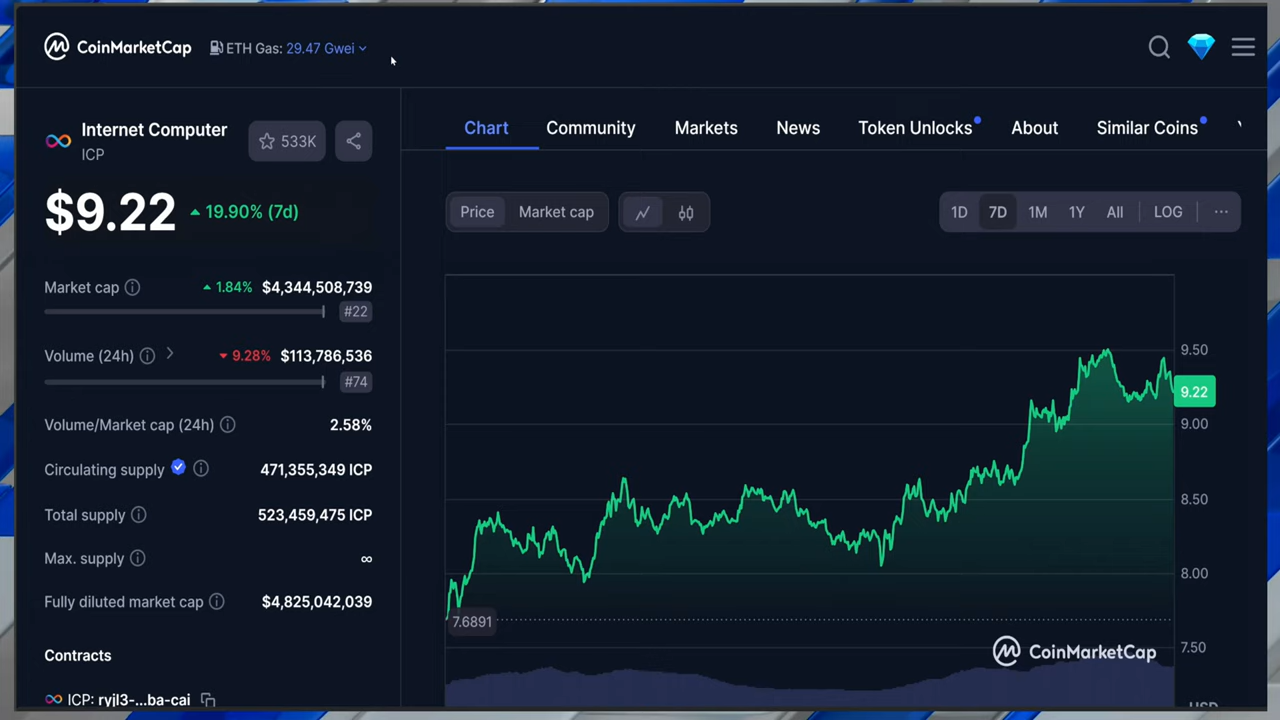 CoinMarketCap
ETH Gas: 29.47 Gwei
Internet Computer
ICP
533K
$9.22
19.90% (7d)
Market cap
1.84% $4,344,508,739
#22
Volume (24h)
9.28% $113,786,536
#74
Volume/Market cap (24h)
2.58%
Circulating supply
471,355,349 ICP
Total supply
523,459,475 ICP
Max. supply
∞
Fully diluted market cap
$4,825,042,039
Contracts
ICP: ryjl3-...ba-cai
Chart Community Markets News Token Unlocks About Similar Coins
Price Market cap
1D 7D 1M 1Y All LOG ...
9.50
9.22
9.00
8.50
8.00
7.6891
7.50
CoinMarketCap
USD